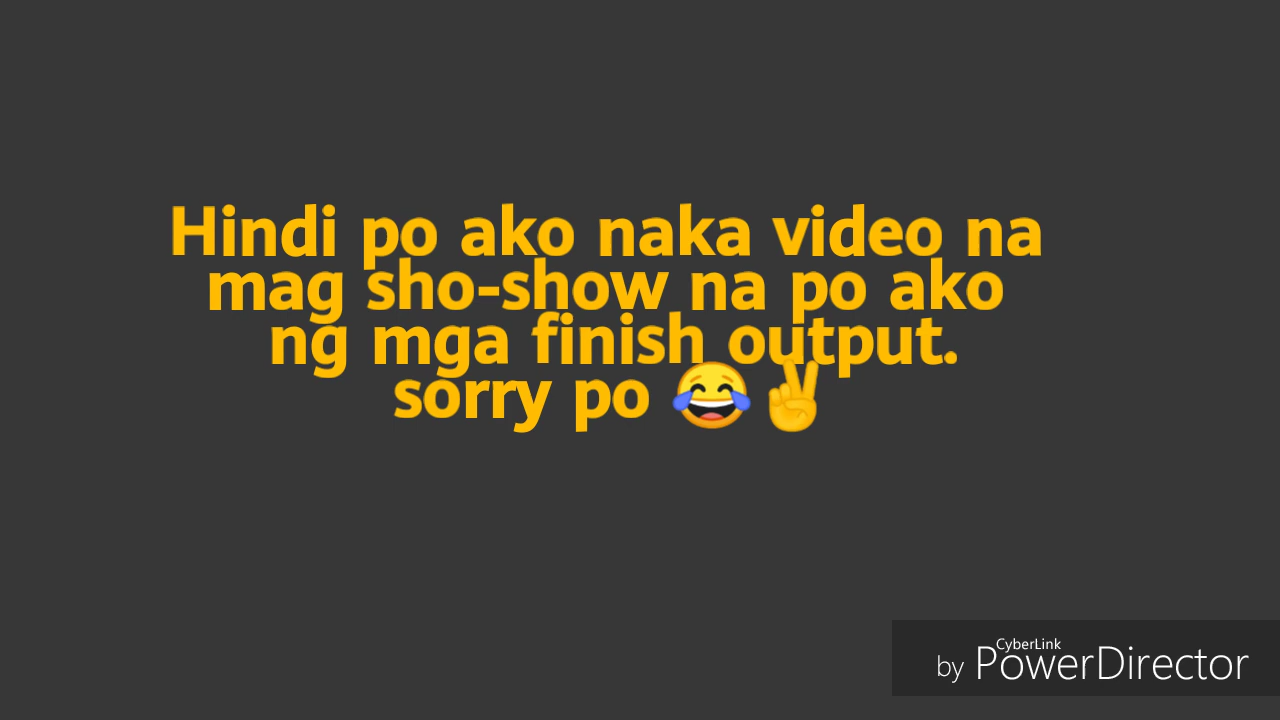 Hindi po ako naka video na
mag sho-show na po ako
ng mga finish output.
sorry po 😂✌
CyberLink
by PowerDirector